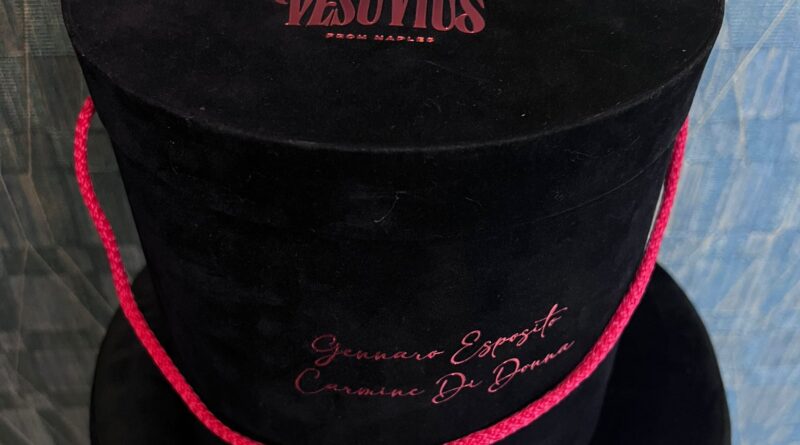 VESUVIUS
FROM NAPLES
Gennaro Esposito
Carmine Di Donna